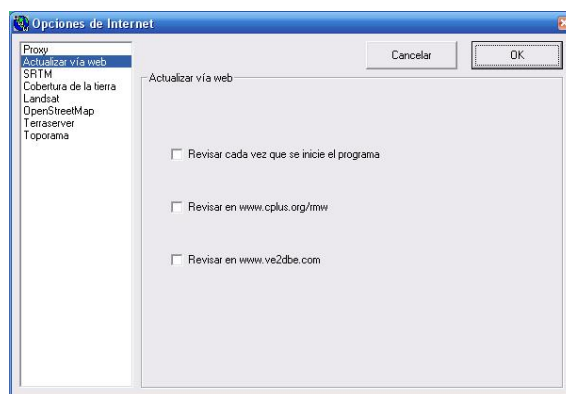 Opciones de Internet
Proxy
Actualizar vía web
SRTM
Cobertura de la tierra
Landsat
OpenStreetMap
Terraserver
Toporama
Cancelar
OK
Actualizar vía web
Revisar cada vez que se inicie el programa
Revisar en www.cplus.org/rmw
Revisar en www.ve2dbe.com